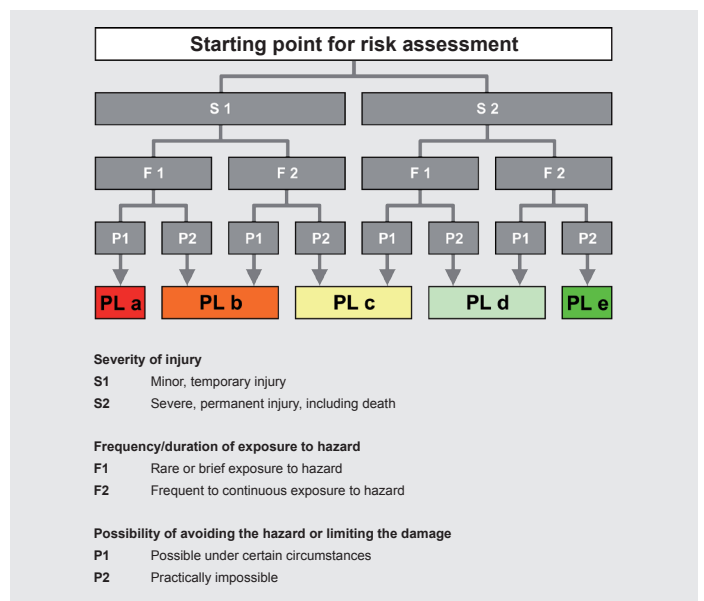 Starting point for risk assessment
S 1 S 2
F 1 F 2 F 1 F 2
P1 P2 P1 P2 P1 P2 P1 P2
PL a PL b PL c PL d PL e
Severity of injury
S1 Minor, temporary injury
S2 Severe, permanent injury, including death
Frequency/duration of exposure to hazard
F1 Rare or brief exposure to hazard
F2 Frequent to continuous exposure to hazard
Possibility of avoiding the hazard or limiting the damage
P1 Possible under certain circumstances
P2 Practically impossible